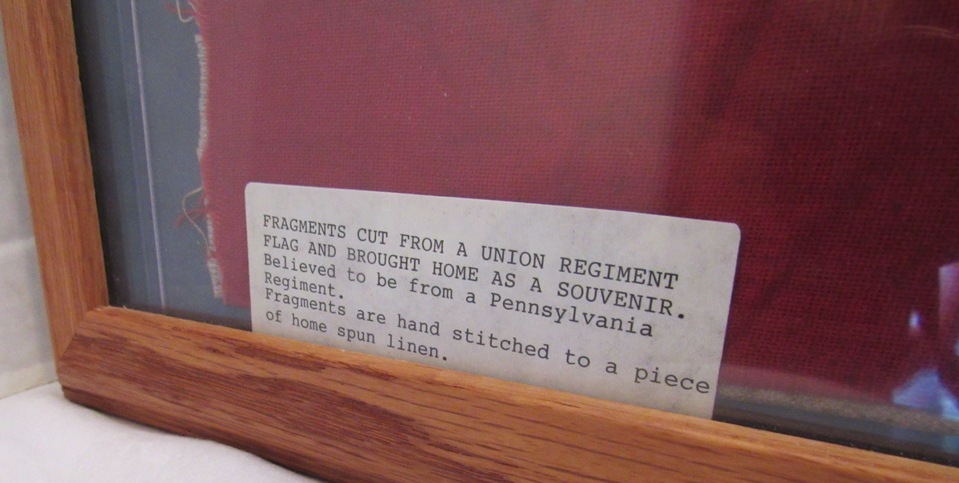 FRAGMENTS CUT FROM A UNION REGIMENT
FLAG AND BROUGHT HOME AS A SOUVENIR.
Believed to be from a Pennsylvania
Regiment.
Fragments are hand stitched to a piece
of home spun linen.